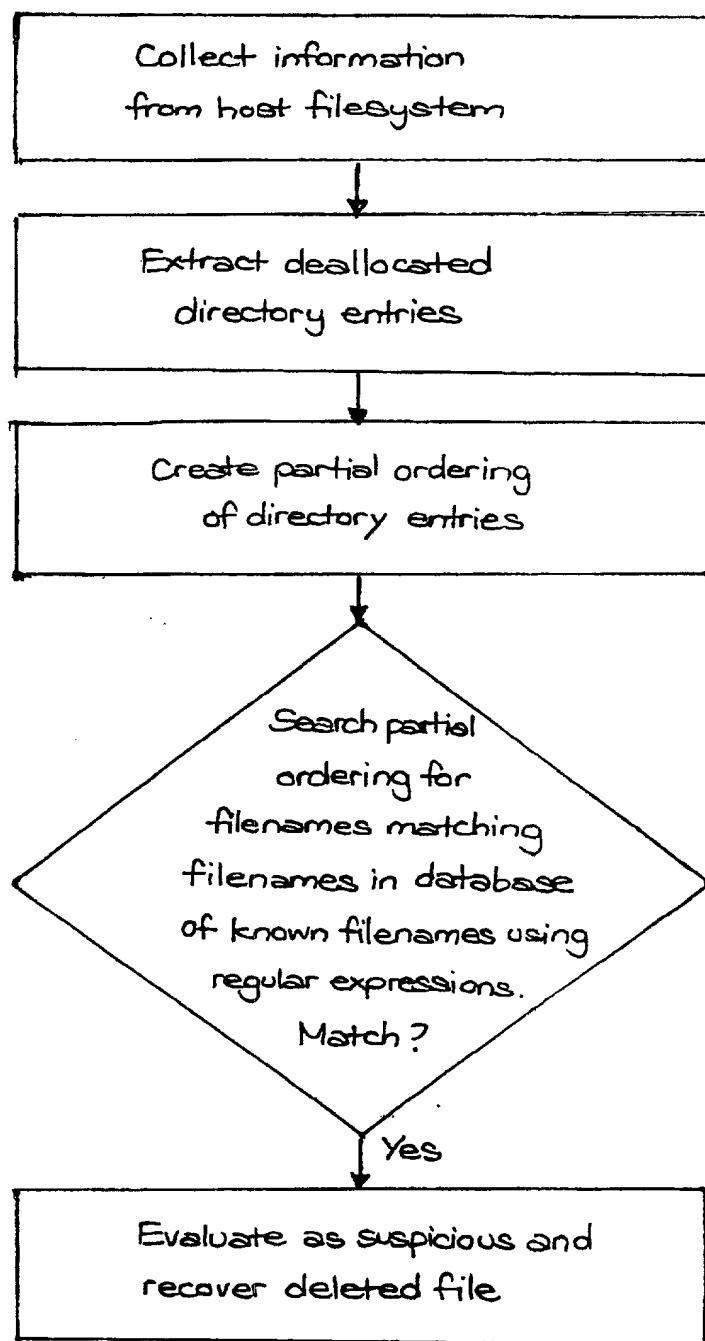 Collect information
from host filesystem
Extract deallocated
directory entries
Create partial ordering
of directory entries
Search partial
ordering for
filenames matching
filenames in database
of known filenames using
regular expressions.
Match?
Yes
Evaluate as suspicious and
recover deleted file